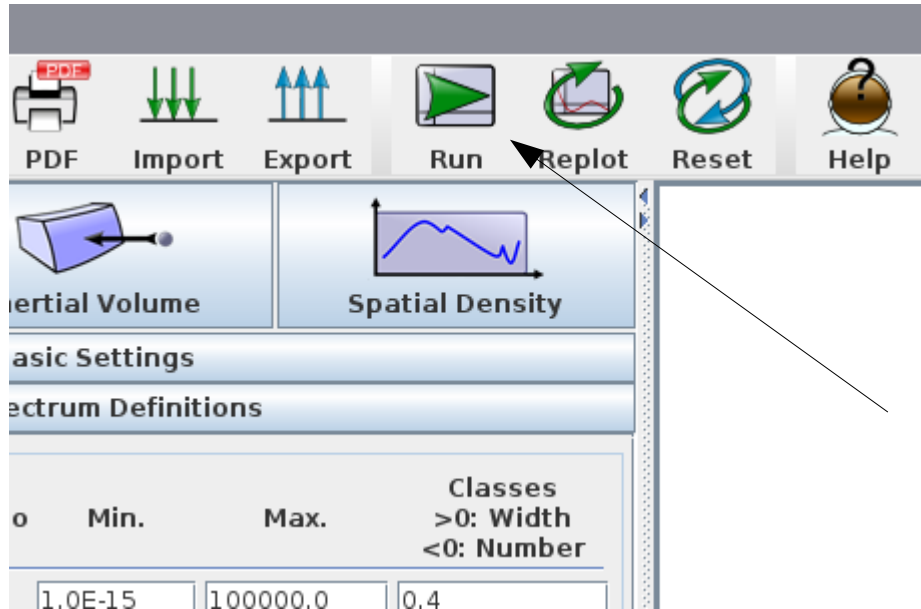 PDF
?
PDF Import Export Run Replot Reset Help
ertial Volume Spatial Density
asic Settings
ectrum Definitions
Classes
o Min. Max. >0: Width
<0: Number
1.0E-15 100000.0 0.4